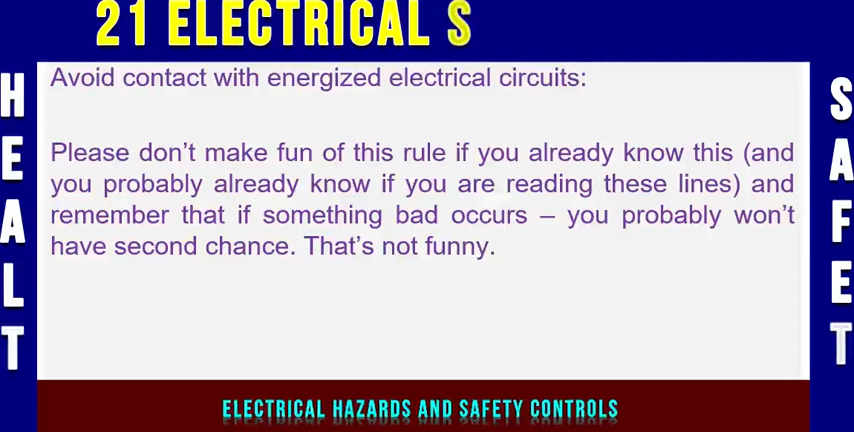 21 ELECTRICAL S
Avoid contact with energized electrical circuits:
Please don't make fun of this rule if you already know this (and
you probably already know if you are reading these lines) and
remember that if something bad occurs – you probably won't
have second chance. That's not funny.
HEALT
SAFET
ELECTRICAL HAZARDS AND SAFETY CONTROLS